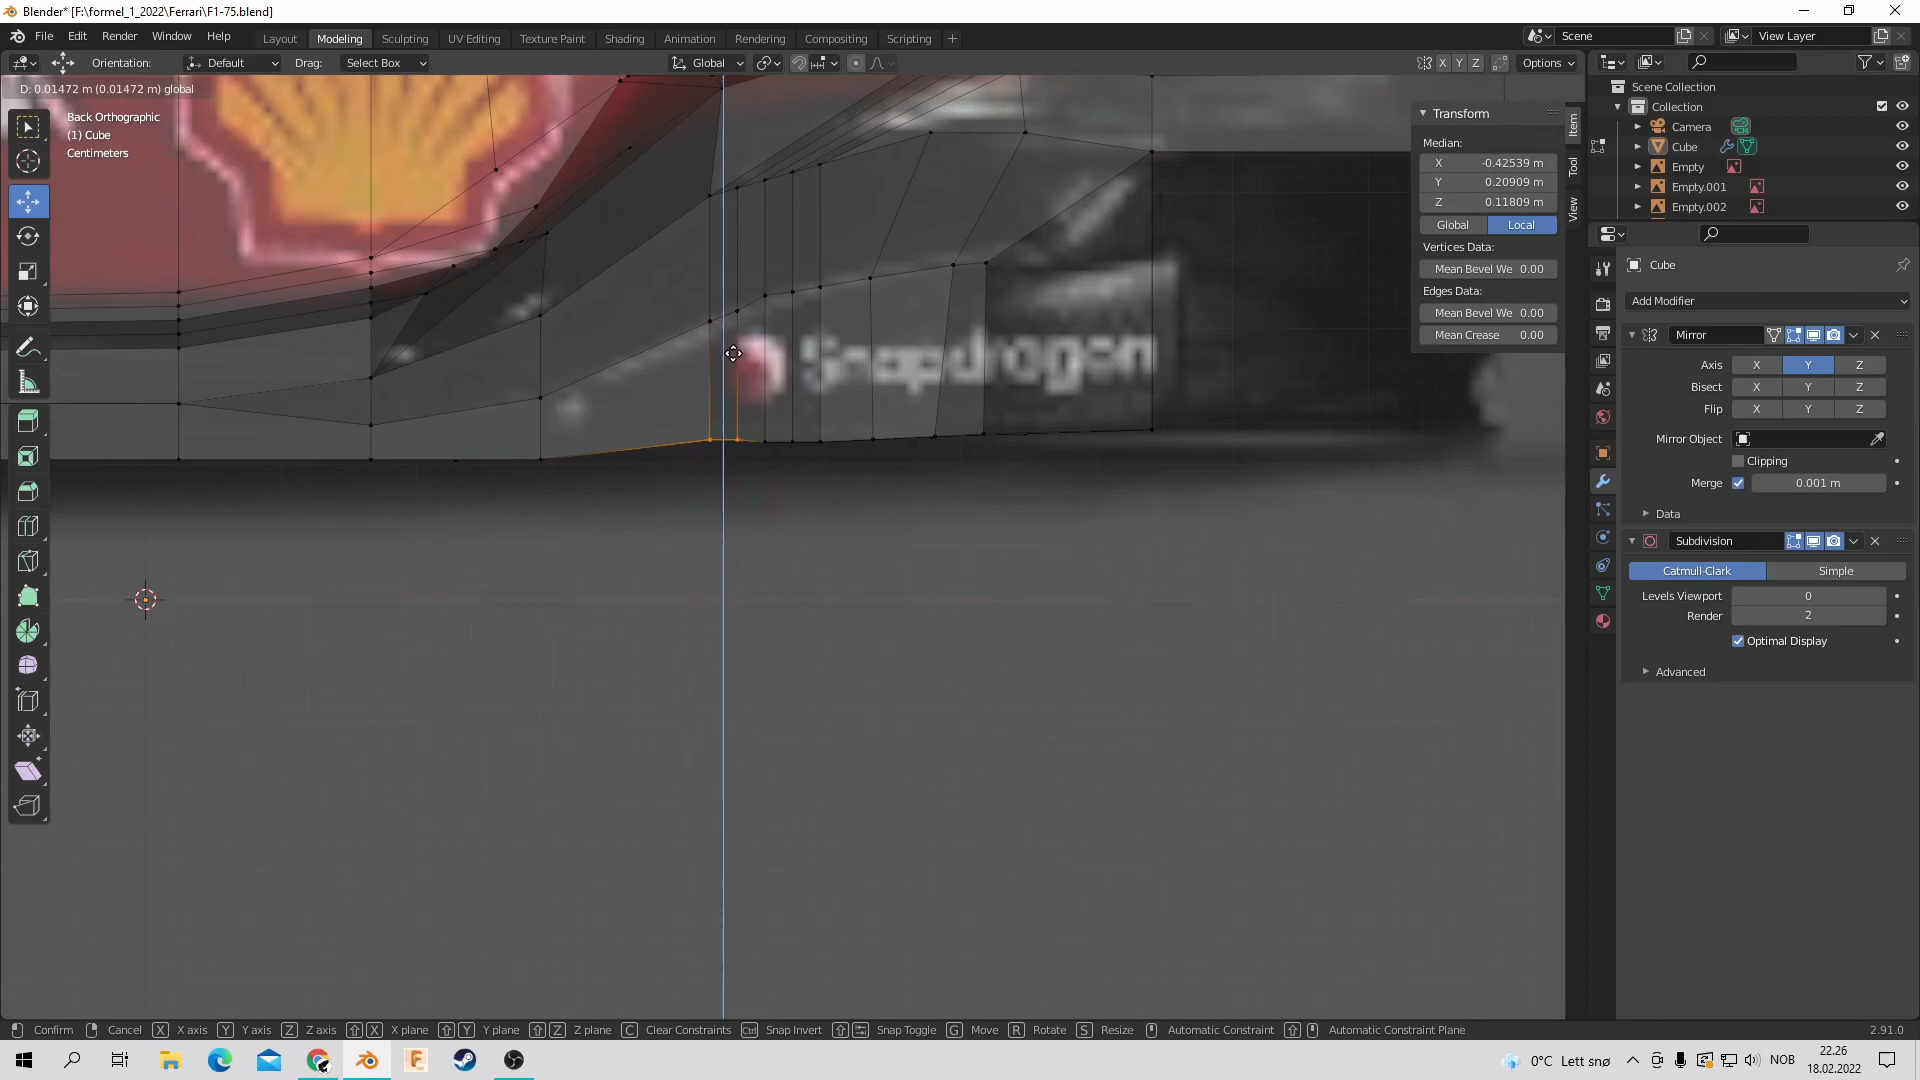 Blender* [F:\formel_1_2022\Ferrari\F1-75.blend]
File Edit Render Window Help
Layout Modeling Sculpting UV Editing Texture Paint Shading Animation Rendering Compositing Scripting
Scene
View Layer
Orientation: Default Drag: Select Box
Global
X Y Z Options
D: 0.01472 m (0.01472 m) global
Back Orthographic
(1) Cube
Centimeters
Snapdragon
Transform
Median:
X -0.42539 m
Y 0.20909 m
Z 0.11809 m
Global Local
Vertices Data:
Mean Bevel We 0.00
Edges Data:
Mean Bevel We 0.00
Mean Crease 0.00
Item
Tool
View
Scene Collection
Collection
Camera
Cube
Empty
Empty.001
Empty.002
Cube
Add Modifier
Mirror
Axis X Y Z
Bisect X Y Z
Flip X Y Z
Mirror Object
Clipping
Merge 0.001 m
Data
Subdivision
Catmull-Clark Simple
Levels Viewport 0
Render 2
Optimal Display
Advanced
Confirm Cancel X X axis Y Y axis Z Z axis X X plane Y Y plane Z Z plane C Clear Constraints Ctrl Snap Invert Snap Toggle G Move R Rotate S Resize Automatic Constraint Automatic Constraint Plane 2.91.0
0°C Lett snø NOB 22.26
18.02.2022